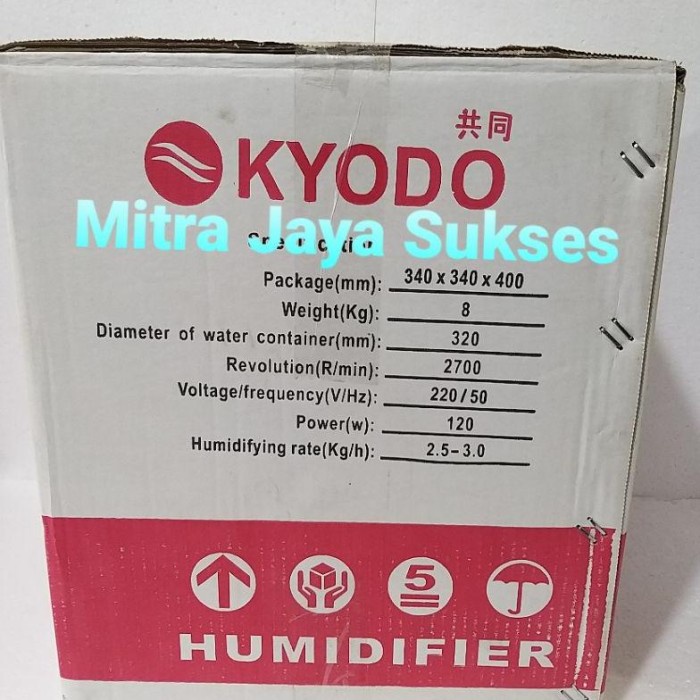 共同
KYODO
Mitra Jaya Sukses
Package(mm): 340 x 340 x 400
Weight(Kg): 8
Diameter of water container(mm): 320
Revolution(R/min): 2700
Voltage/frequency(V/Hz): 220/50
Power(w): 120
Humidifying rate(Kg/h): 2.5-3.0
5
HUMIDIFIER